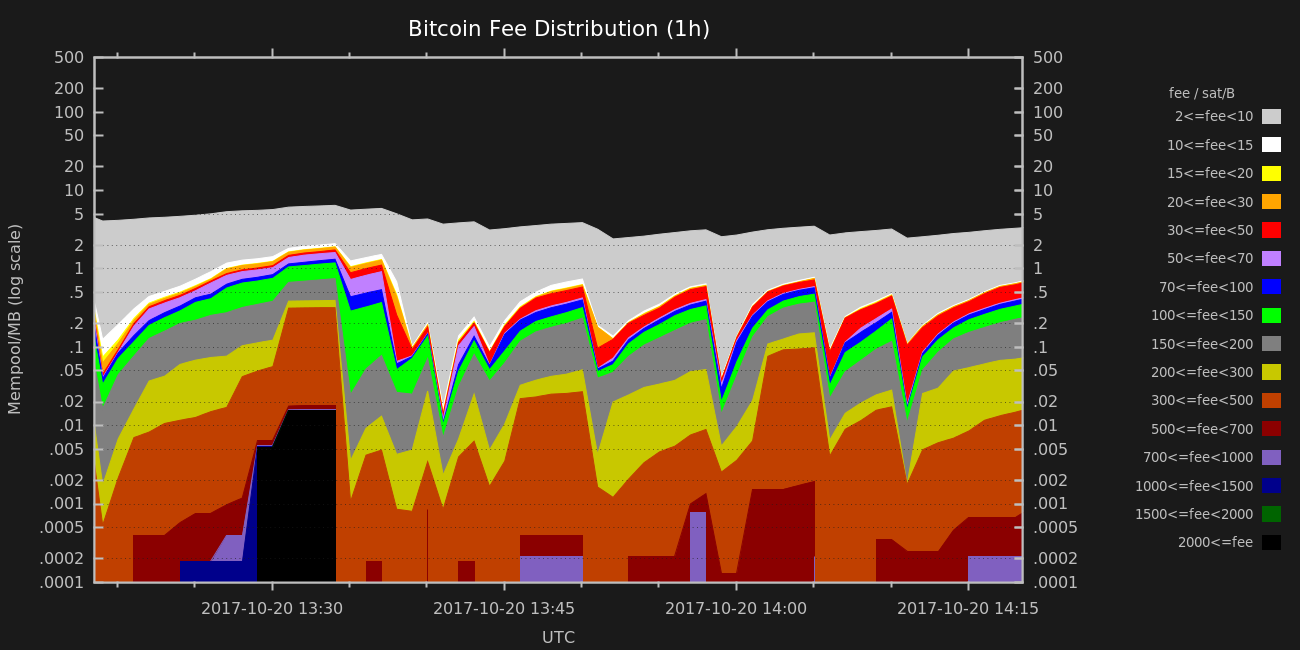 Bitcoin Fee Distribution (1h)
Mempool/MB (log scale)
500
200
100
50
20
10
5
2
1
.5
.2
.1
.05
.02
.01
.005
.002
.001
.0005
.0002
.0001
500
200
100
50
20
10
5
2
1
.5
.2
.1
.05
.02
.01
.005
.002
.001
.0005
.0002
.0001
fee / sat/B
2<=fee<10
10<=fee<15
15<=fee<20
20<=fee<30
30<=fee<50
50<=fee<70
70<=fee<100
100<=fee<150
150<=fee<200
200<=fee<300
300<=fee<500
500<=fee<700
700<=fee<1000
1000<=fee<1500
1500<=fee<2000
2000<=fee
2017-10-20 13:30
2017-10-20 13:45
2017-10-20 14:00
2017-10-20 14:15
UTC